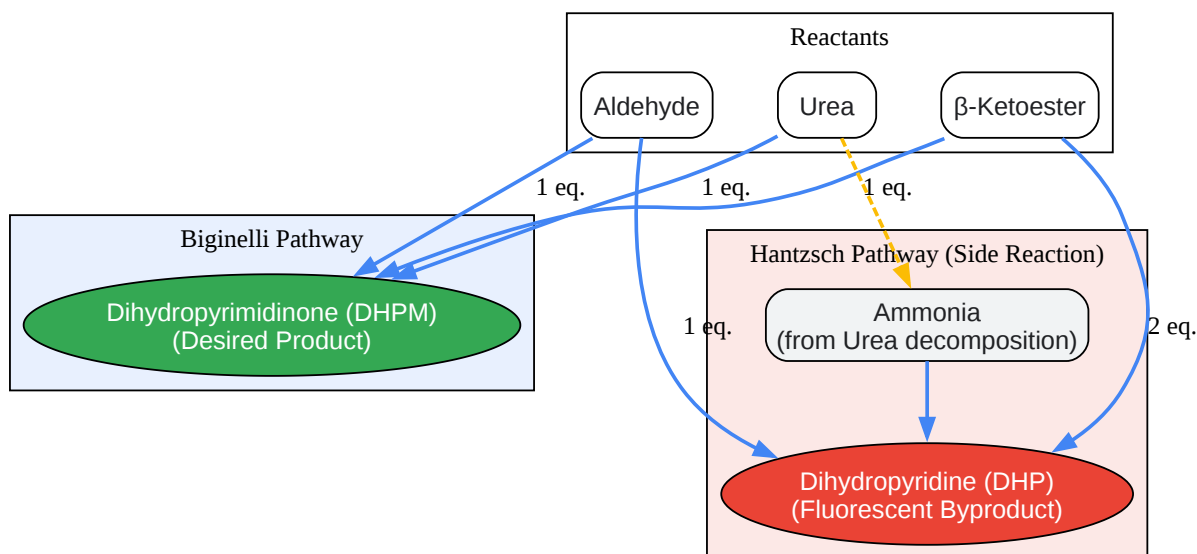 Reactants
Aldehyde
Urea
β-Ketoester
1 eq.
1 eq.
1 eq.
Biginelli Pathway
Dihydropyrimidinone (DHPM)
(Desired Product)
Hantzsch Pathway (Side Reaction)
Ammonia
(from Urea decomposition)
1 eq.
2 eq.
Dihydropyridine (DHP)
(Fluorescent Byproduct)